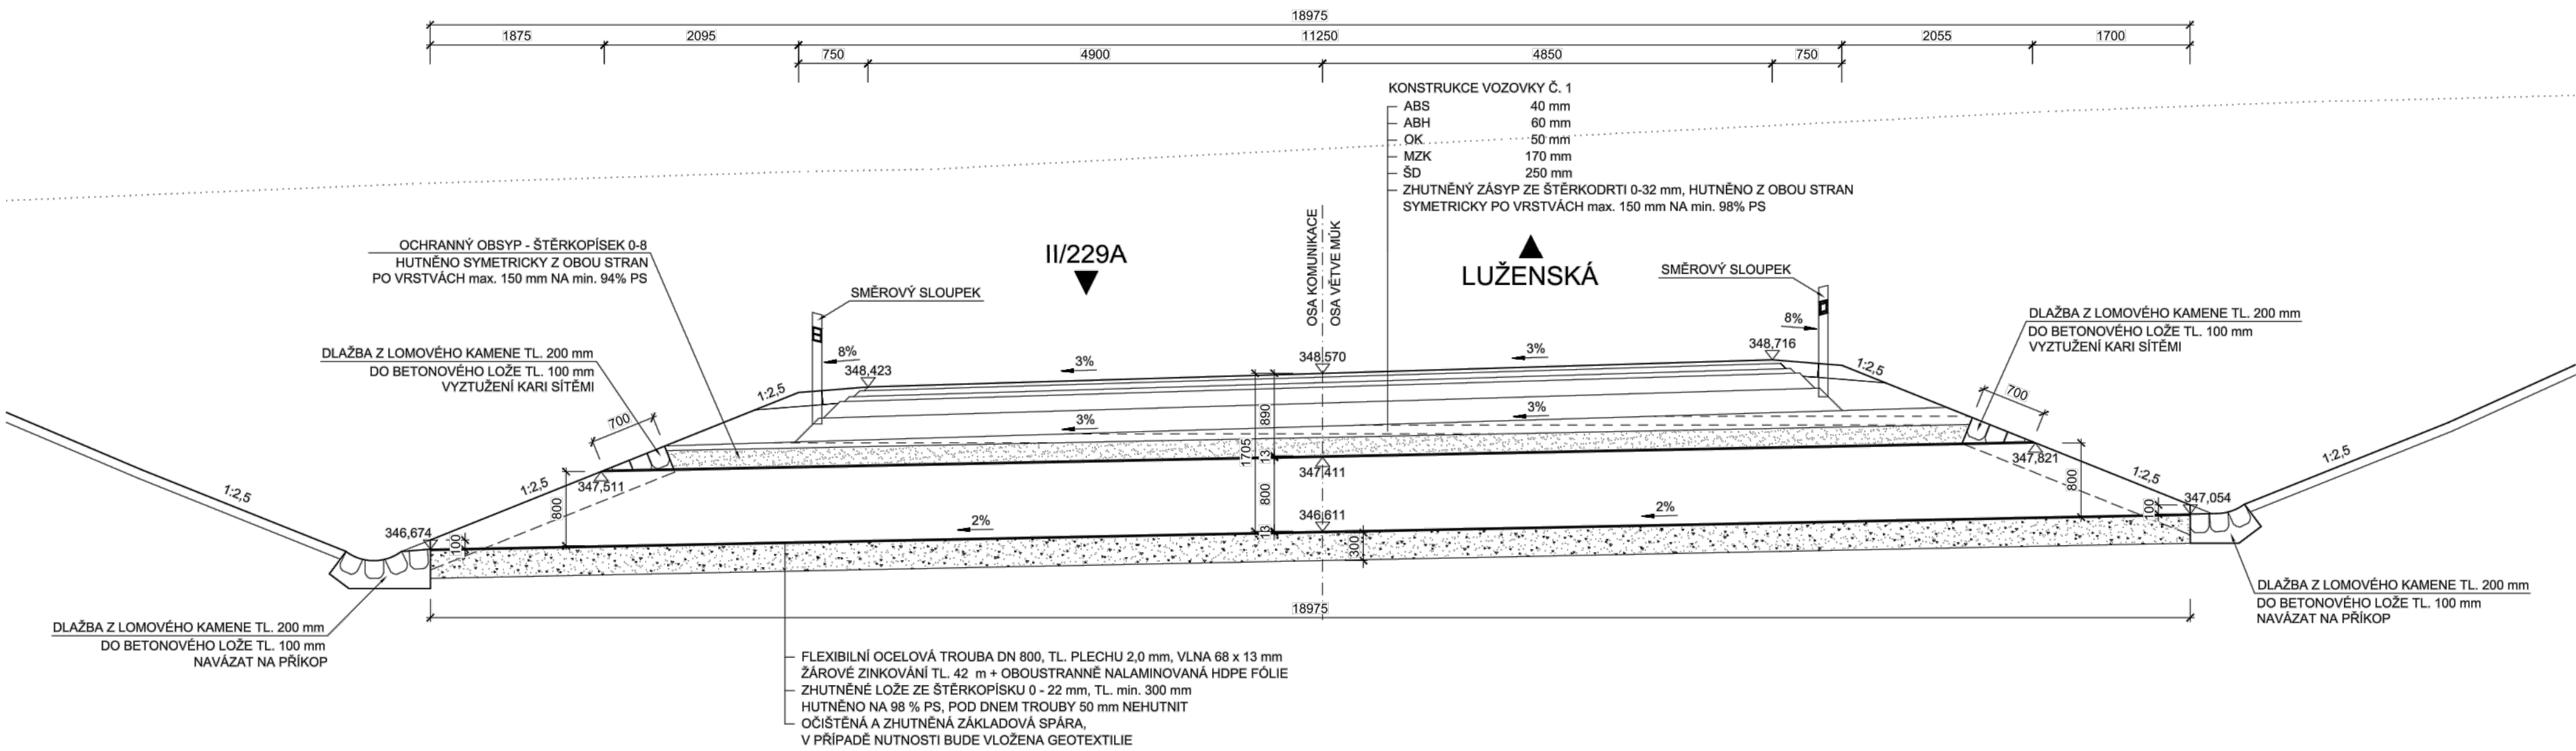 18975
1875 2095 11250 2055 1700
750 4900 4850 750
KONSTRUKCE VOZOVKY Č. 1
ABS 40 mm
ABH 60 mm
OK 50 mm
MZK 170 mm
ŠD 250 mm
ZHUTNĚNÝ ZÁSYP ZE ŠTĚRKODRTI 0-32 mm, HUTNĚNO Z OBOU STRAN
SYMETRICKY PO VRSTVÁCH max. 150 mm NA min. 98% PS
OCHRANNÝ OBSYP - ŠTĚRKOPÍSEK 0-8
HUTNĚNO SYMETRICKY Z OBOU STRAN
PO VRSTVÁCH max. 150 mm NA min. 94% PS
II/229A
OSA KOMUNIKACE
OSA VĚTVE MÚK
LUŽENSKÁ
SMĚROVÝ SLOUPEK
SMĚROVÝ SLOUPEK
DLAŽBA Z LOMOVÉHO KAMENE TL. 200 mm
DO BETONOVÉHO LOŽE TL. 100 mm
VYZTUŽENÍ KARI SÍTĚMI
DLAŽBA Z LOMOVÉHO KAMENE TL. 200 mm
DO BETONOVÉHO LOŽE TL. 100 mm
VYZTUŽENÍ KARI SÍTĚMI
8%
348,423
3%
348,570
3%
348,716
8%
1:2,5
1:2,5
700
700
3%
3%
890
1705
13
800
13
347,411
346,611
300
347,511
347,821
1:2,5
1:2,5
1:2,5
1:2,5
800
800
346,674
347,054
100
100
2%
2%
18975
DLAŽBA Z LOMOVÉHO KAMENE TL. 200 mm
DO BETONOVÉHO LOŽE TL. 100 mm
NAVÁZAT NA PŘÍKOP
DLAŽBA Z LOMOVÉHO KAMENE TL. 200 mm
DO BETONOVÉHO LOŽE TL. 100 mm
NAVÁZAT NA PŘÍKOP
FLEXIBILNÍ OCELOVÁ TROUBA DN 800, TL. PLECHU 2,0 mm, VLNA 68 x 13 mm
ŽÁROVÉ ZINKOVÁNÍ TL. 42 m + OBOUSTRANNĚ NALAMINOVANÁ HDPE FÓLIE
ZHUTNĚNÉ LOŽE ZE ŠTĚRKOPÍSKU 0 - 22 mm, TL. min. 300 mm
HUTNĚNO NA 98 % PS, POD DNEM TROUBY 50 mm NEHUTNIT
OČIŠTĚNÁ A ZHUTNĚNÁ ZÁKLADOVÁ SPÁRA,
V PŘÍPADĚ NUTNOSTI BUDE VLOŽENA GEOTEXTILIE